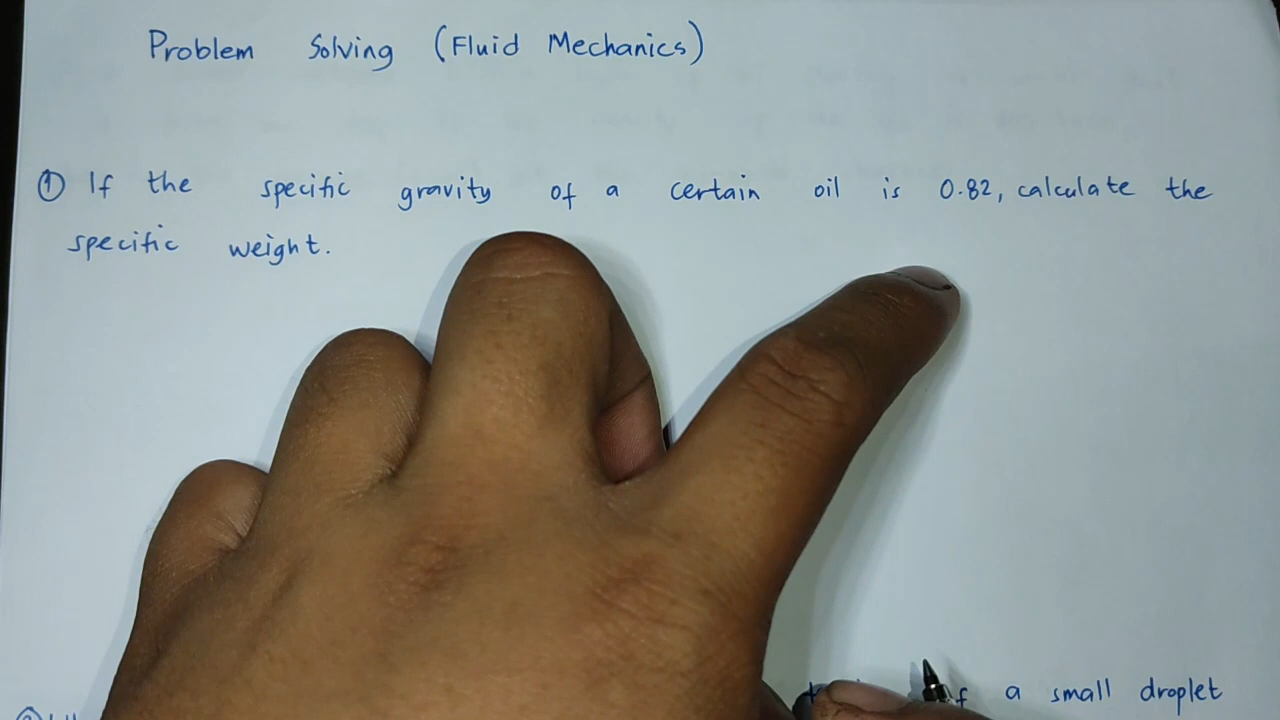 Problem Solving (Fluid Mechanics)
① If the specific gravity of a certain oil is 0.82, calculate the
specific weight.
a small droplet